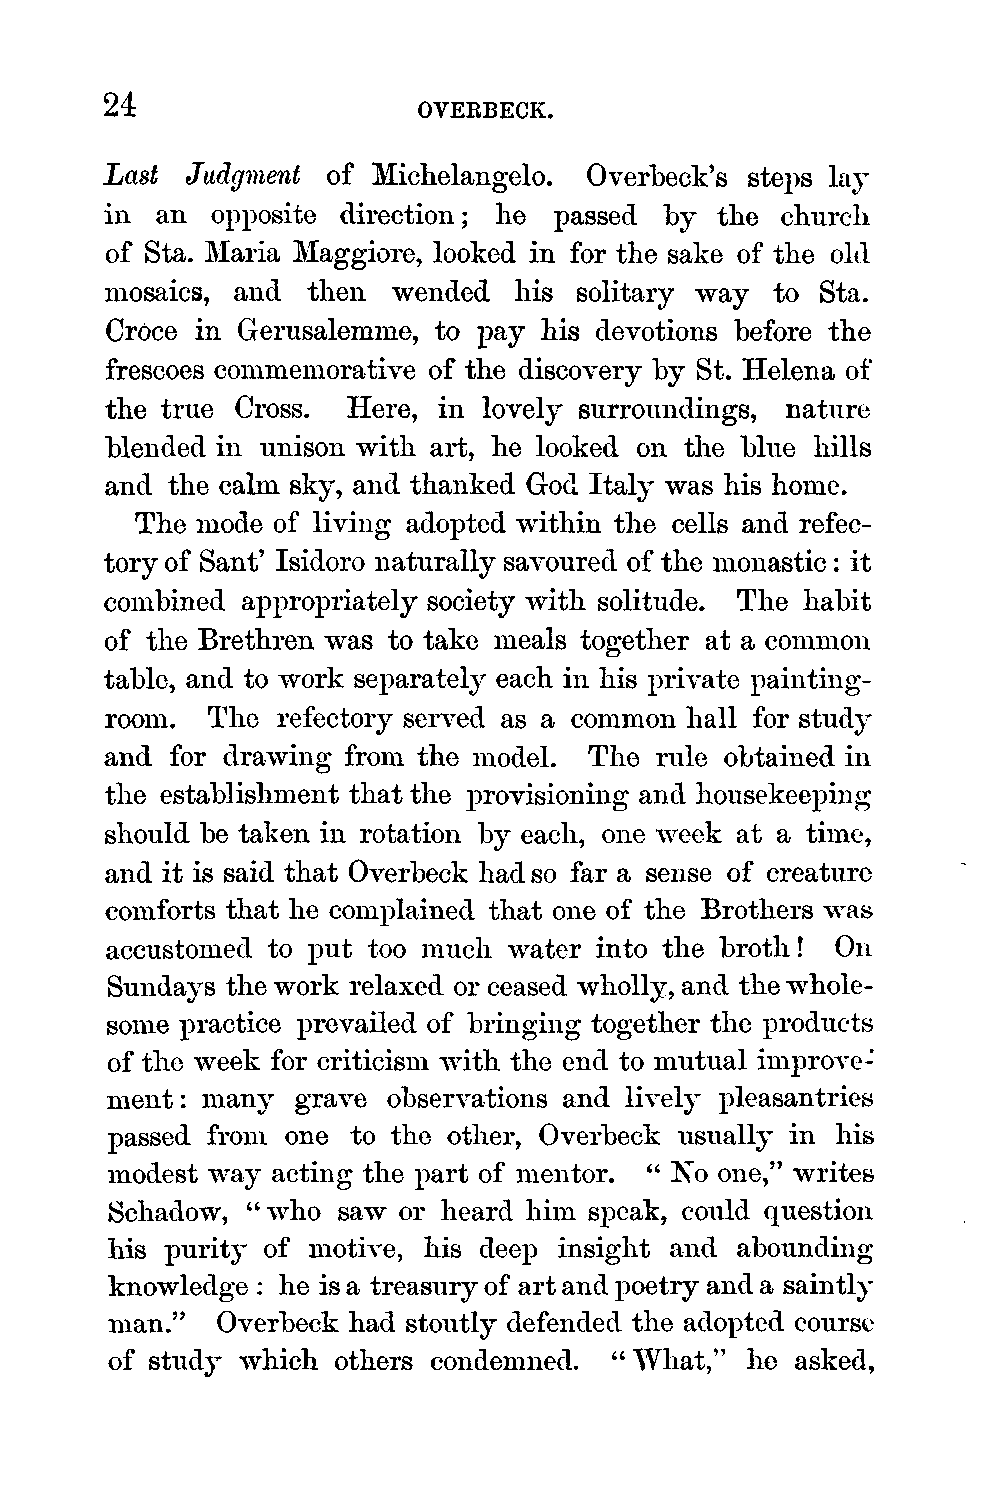 24 OVERBECK.
Last Judgment of Michelangelo. Overbeck's steps lay
in an opposite direction; he passed by the church
of Sta. Maria Maggiore, looked in for the sake of the old
mosaics, and then wended his solitary way to Sta.
Croce in Gerusalemme, to pay his devotions before the
frescoes commemorative of the discovery by St. Helena of
the true Cross. Here, in lovely surroundings, nature
blended in unison with art, he looked on the blue hills
and the calm sky, and thanked God Italy was his home.
The mode of living adopted within the cells and refec-
tory of Sant' Isidoro naturally savoured of the monastic: it
combined appropriately society with solitude. The habit
of the Brethren was to take meals together at a common
table, and to work separately each in his private painting-
room. The refectory served as a common hall for study
and for drawing from the model. The rule obtained in
the establishment that the provisioning and housekeeping
should be taken in rotation by each, one week at a time,
and it is said that Overbeck had so far a sense of creature
comforts that he complained that one of the Brothers was
accustomed to put too much water into the broth! On
Sundays the work relaxed or ceased wholly, and the whole-
some practice prevailed of bringing together the products
of the week for criticism with the end to mutual improve-
ment: many grave observations and lively pleasantries
passed from one to the other, Overbeck usually in his
modest way acting the part of mentor. "No one," writes
Schadow, "who saw or heard him speak, could question
his purity of motive, his deep insight and abounding
knowledge: he is a treasury of art and poetry and a saintly
man." Overbeck had stoutly defended the adopted course
of study which others condemned. "What," he asked,